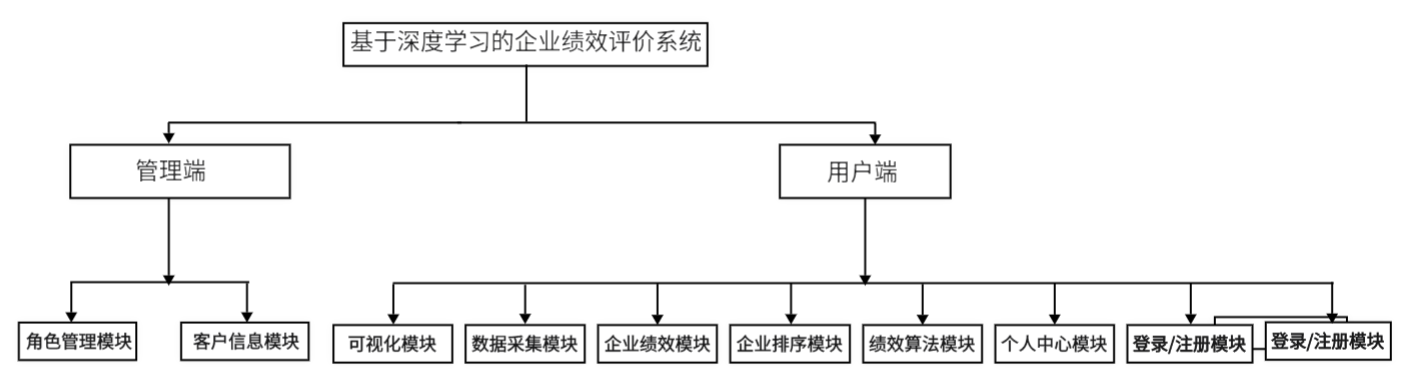 基于深度学习的企业绩效评价系统
管理端
用户端
角色管理模块
客户信息模块
可视化模块
数据采集模块
企业绩效模块
企业排序模块
绩效算法模块
个人中心模块
登录/注册模块
登录/注册模块